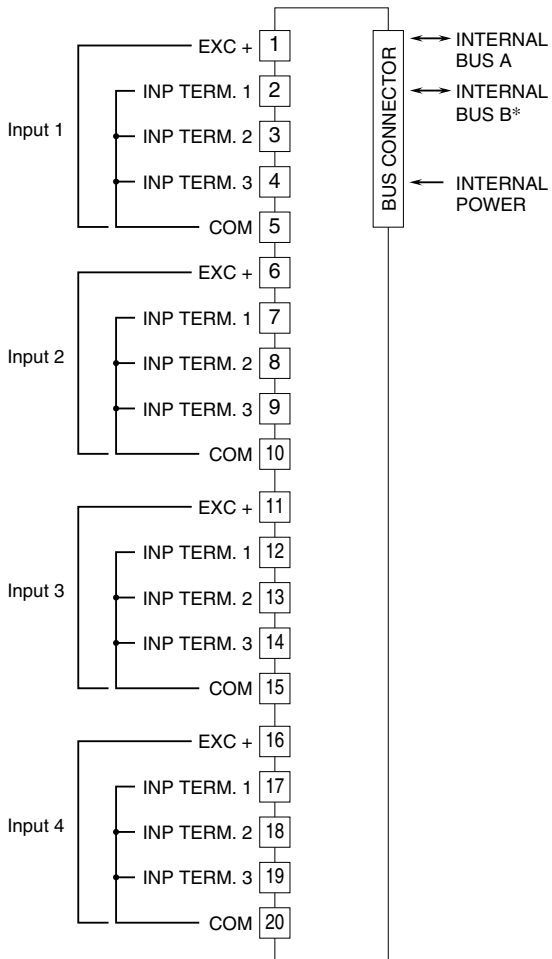 EXC + 1
INP TERM. 1 2
Input 1
INP TERM. 2 3
INP TERM. 3 4
COM 5
EXC + 6
INP TERM. 1 7
Input 2
INP TERM. 2 8
INP TERM. 3 9
COM 10
EXC + 11
INP TERM. 1 12
Input 3
INP TERM. 2 13
INP TERM. 3 14
COM 15
EXC + 16
INP TERM. 1 17
Input 4
INP TERM. 2 18
INP TERM. 3 19
COM 20
BUS CONNECTOR
INTERNAL
BUS A
INTERNAL
BUS B*
INTERNAL
POWER